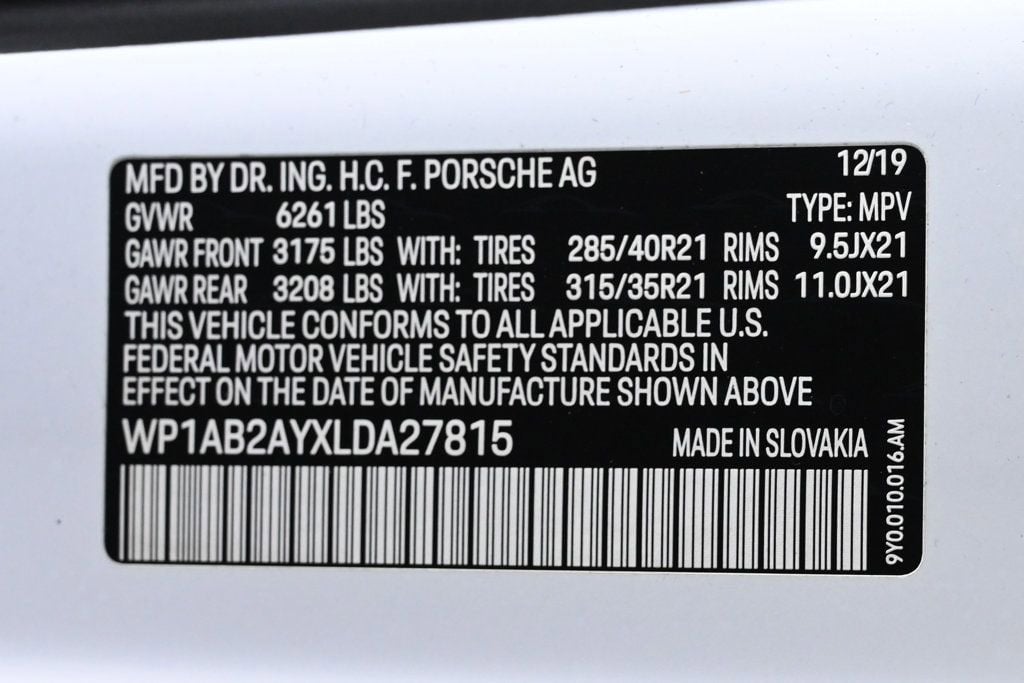 MFD BY DR. ING. H.C. F. PORSCHE AG 12/19
GVWR 6261 LBS TYPE: MPV
GAWR FRONT 3175 LBS WITH: TIRES 285/40R21 RIMS 9.5JX21
GAWR REAR 3208 LBS WITH: TIRES 315/35R21 RIMS 11.0JX21
THIS VEHICLE CONFORMS TO ALL APPLICABLE U.S.
FEDERAL MOTOR VEHICLE SAFETY STANDARDS IN
EFFECT ON THE DATE OF MANUFACTURE SHOWN ABOVE
WP1AB2AYXLDA27815 MADE IN SLOVAKIA
9Y0.010.016.AM